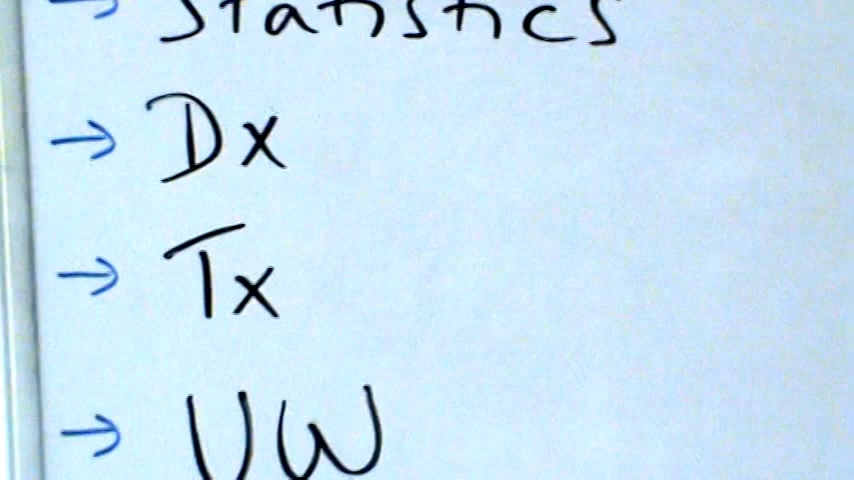 → Statistics
→ Dx
→ Tx
→ UW